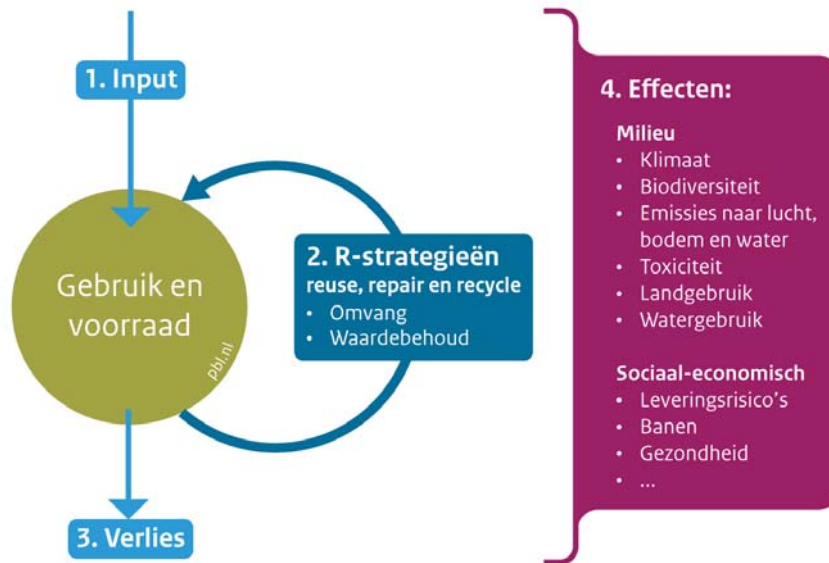 1. Input
Gebruik en
voorraad
pbl.nl
2. R-strategieën
reuse, repair en recycle
• Omvang
• Waardebehoud
3. Verlies
4. Effecten:
Milieu
• Klimaat
• Biodiversiteit
• Emissies naar lucht,
bodem en water
• Toxiciteit
• Landgebruik
• Watergebruik
Sociaal-economisch
• Leveringsrisico's
• Banen
• Gezondheid
• ...